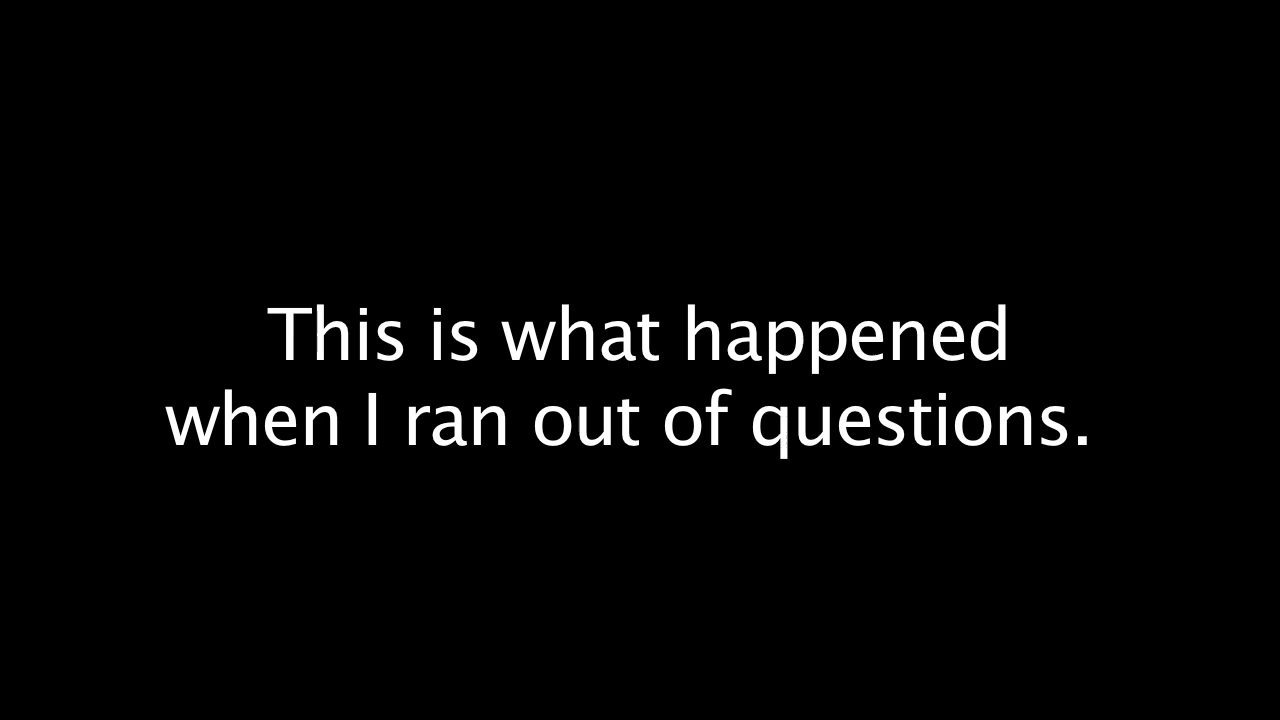 This is what happened
when I ran out of questions.